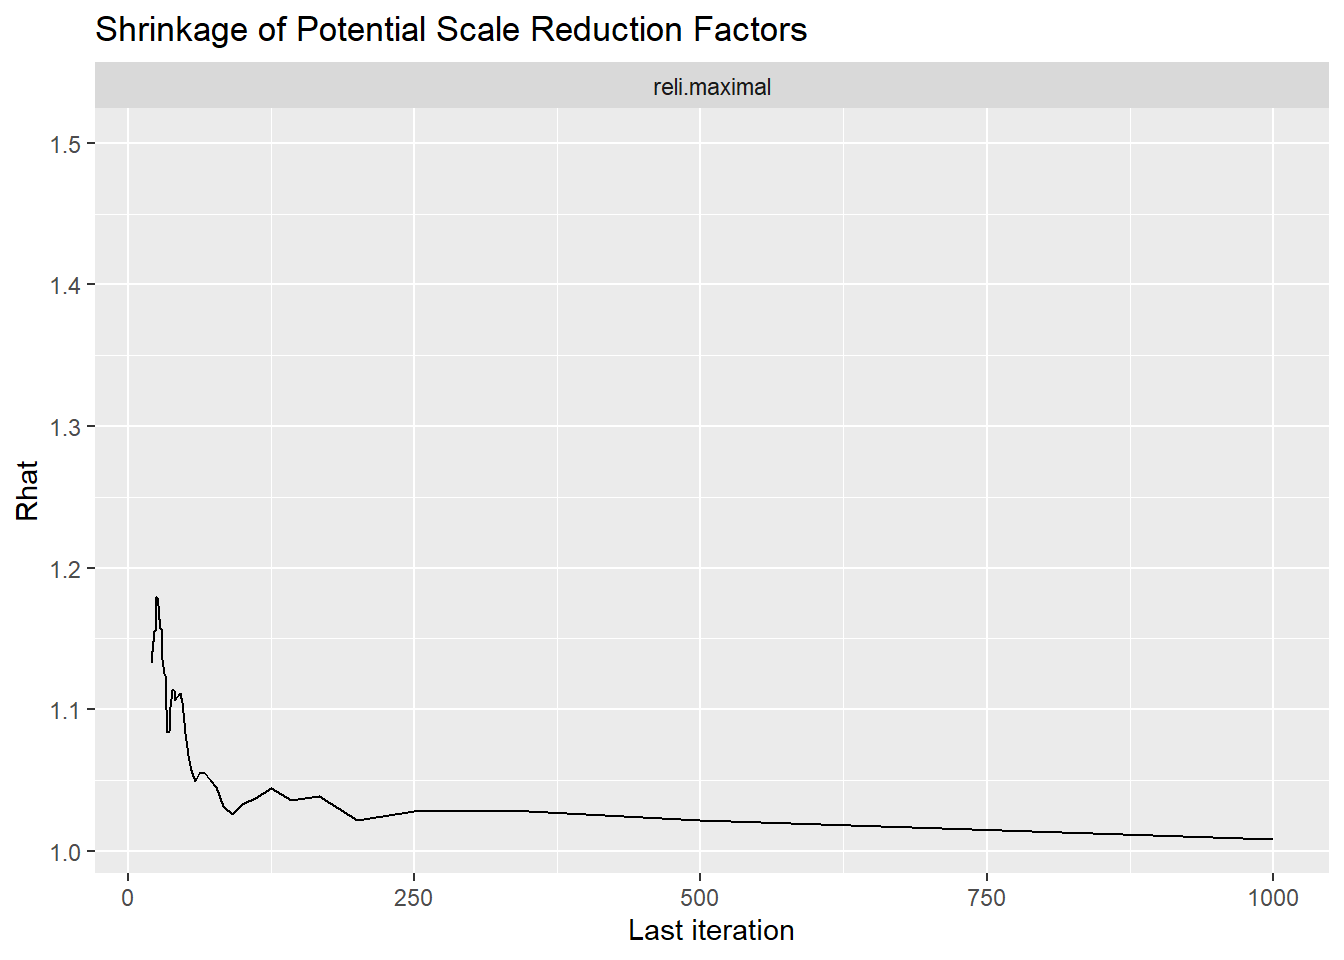 Shrinkage of Potential Scale Reduction Factors
reli.maximal
1.5
1.4
1.3
1.2
1.1
1.0
Rhat
0 250 500 750 1000
Last iteration